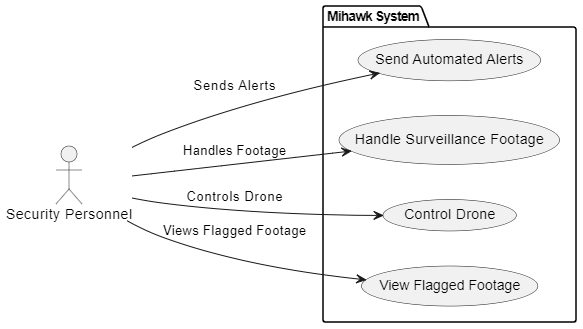 Mihawk System
Send Automated Alerts
Sends Alerts
Handle Surveillance Footage
Handles Footage
Controls Drone
Control Drone
Security Personnel
Views Flagged Footage
View Flagged Footage